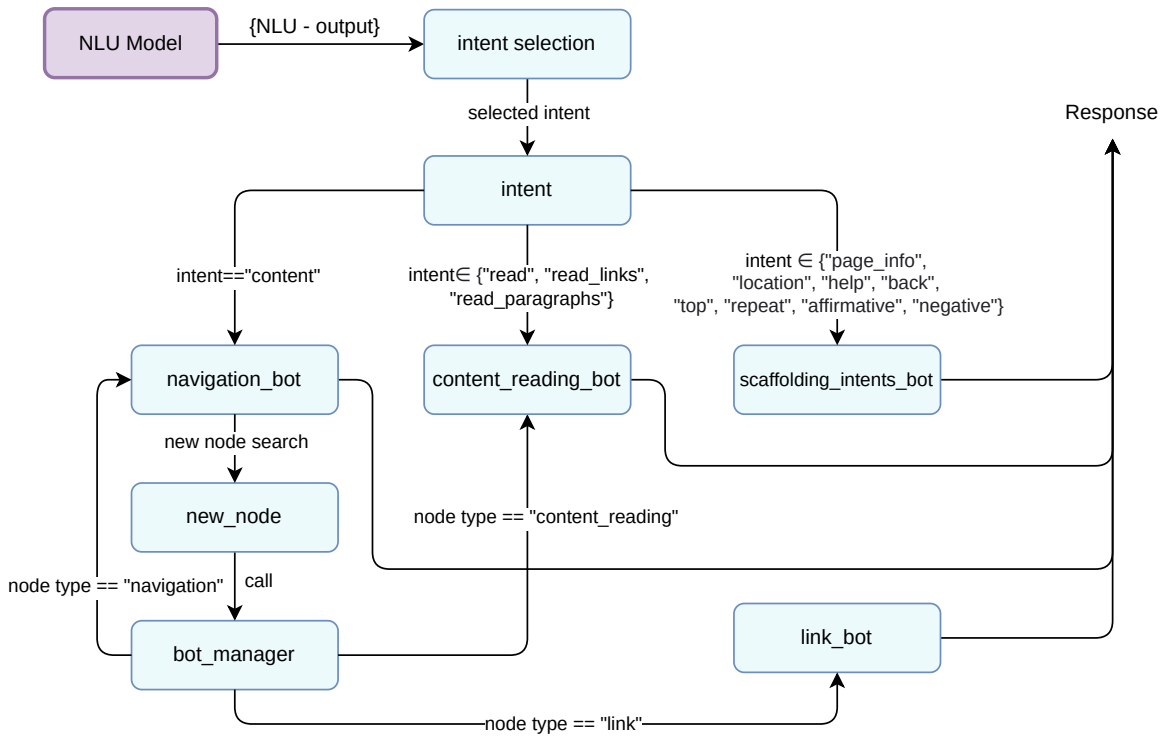 NLU Model
{NLU - output}
intent selection
selected intent
Response
intent
intent=="content"
intent∈ {"read", "read_links",
"read_paragraphs"}
intent ∈ {"page_info",
"location", "help", "back",
"top", "repeat", "affirmative", "negative"}
navigation_bot
content_reading_bot
scaffolding_intents_bot
new node search
new_node
node type == "content_reading"
node type == "navigation"
call
bot_manager
link_bot
node type == "link"